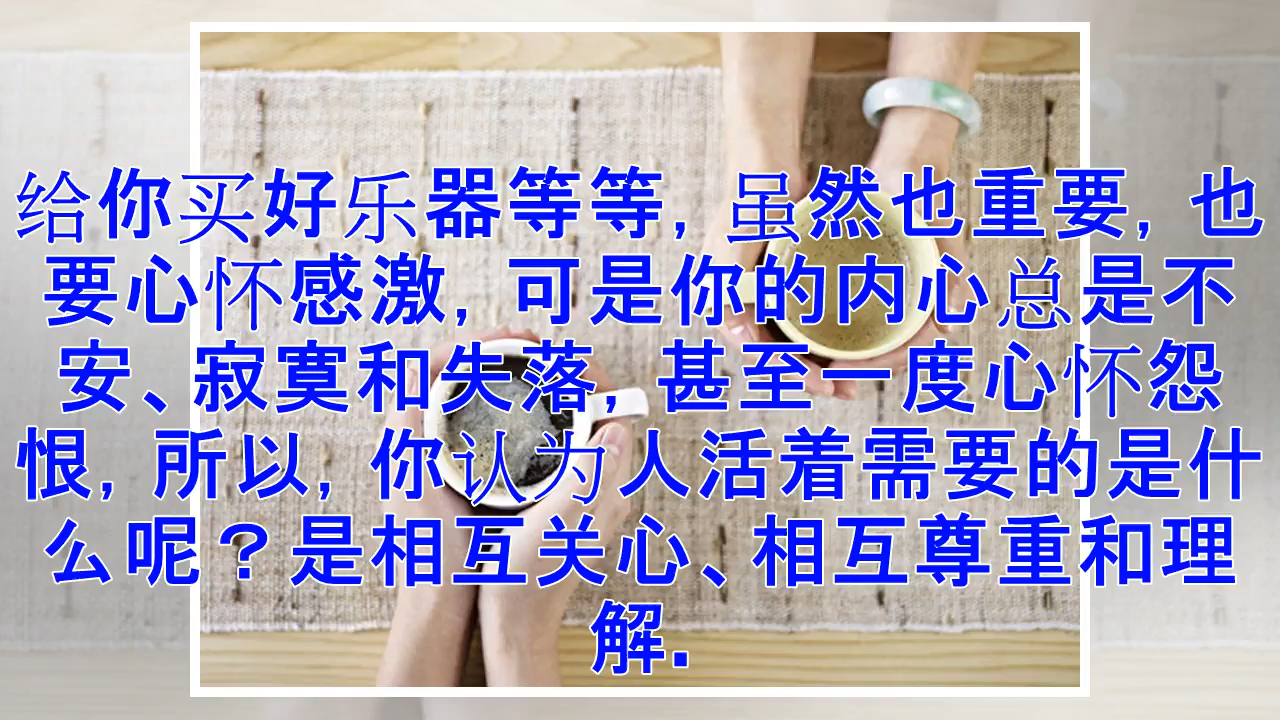 给你买好乐器等等, 虽然也重要, 也
要心怀感激, 可是你的内心总是不
安、寂寞和失落, 甚至一度心怀怨
恨, 所以, 你认为人活着需要的是什
么呢？是相互关心、相互尊重和理
解.